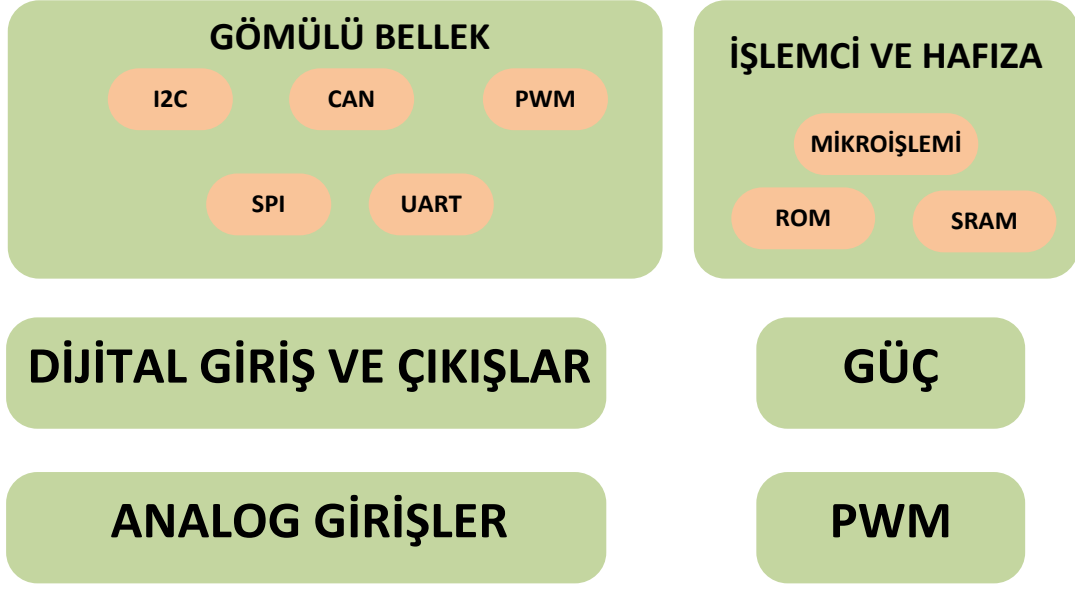 GÖMÜLÜ BELLEK
I2C
CAN
PWM
SPI
UART
İŞLEMCİ VE HAFIZA
MİKROİŞLEMİ
ROM
SRAM
DİJİTAL GİRİŞ VE ÇIKIŞLAR
GÜÇ
ANALOG GİRİŞLER
PWM